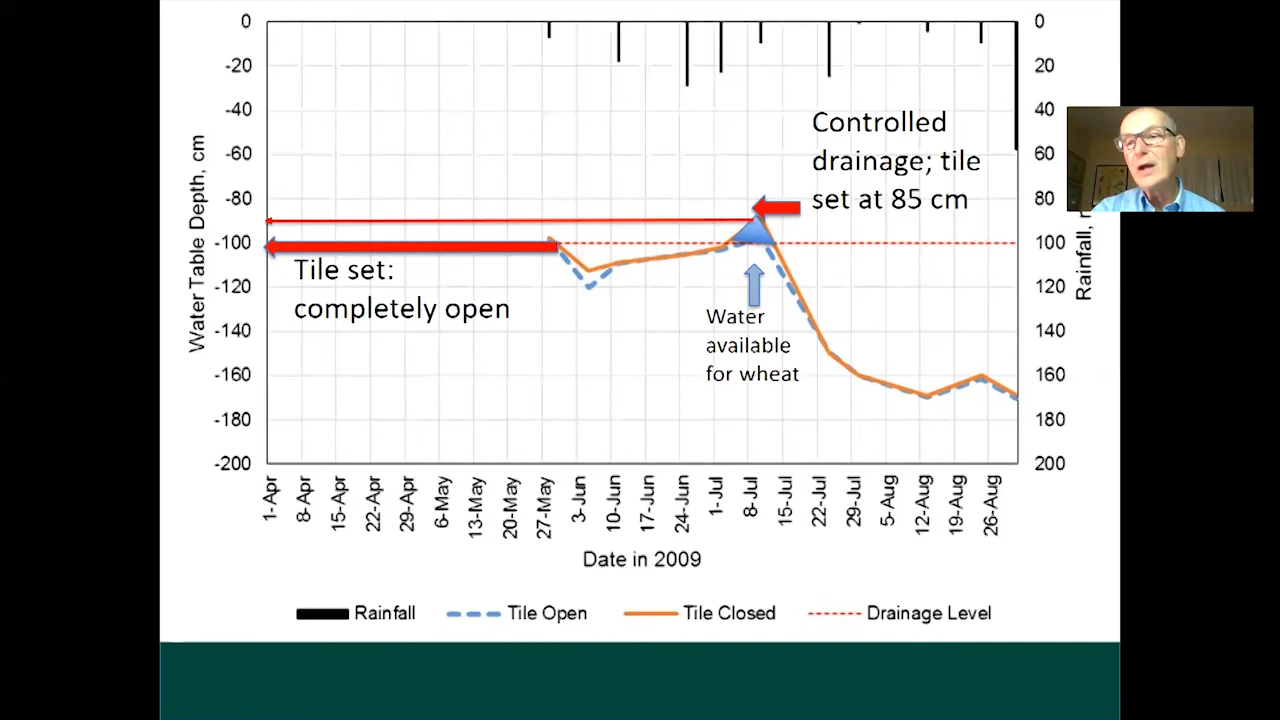 0
-20
-40
-60
-80
-100
-120
-140
-160
-180
-200
Water Table Depth, cm
0
20
40
60
80
100
120
140
160
180
200
Rainfall,
Controlled
drainage; tile
set at 85 cm
Tile set:
completely open
Water
available
for wheat
1-Apr
8-Apr
15-Apr
22-Apr
29-Apr
6-May
13-May
20-May
27-May
3-Jun
10-Jun
17-Jun
24-Jun
1-Jul
8-Jul
15-Jul
22-Jul
29-Jul
5-Aug
12-Aug
19-Aug
26-Aug
Date in 2009
Rainfall
Tile Open
Tile Closed
Drainage Level